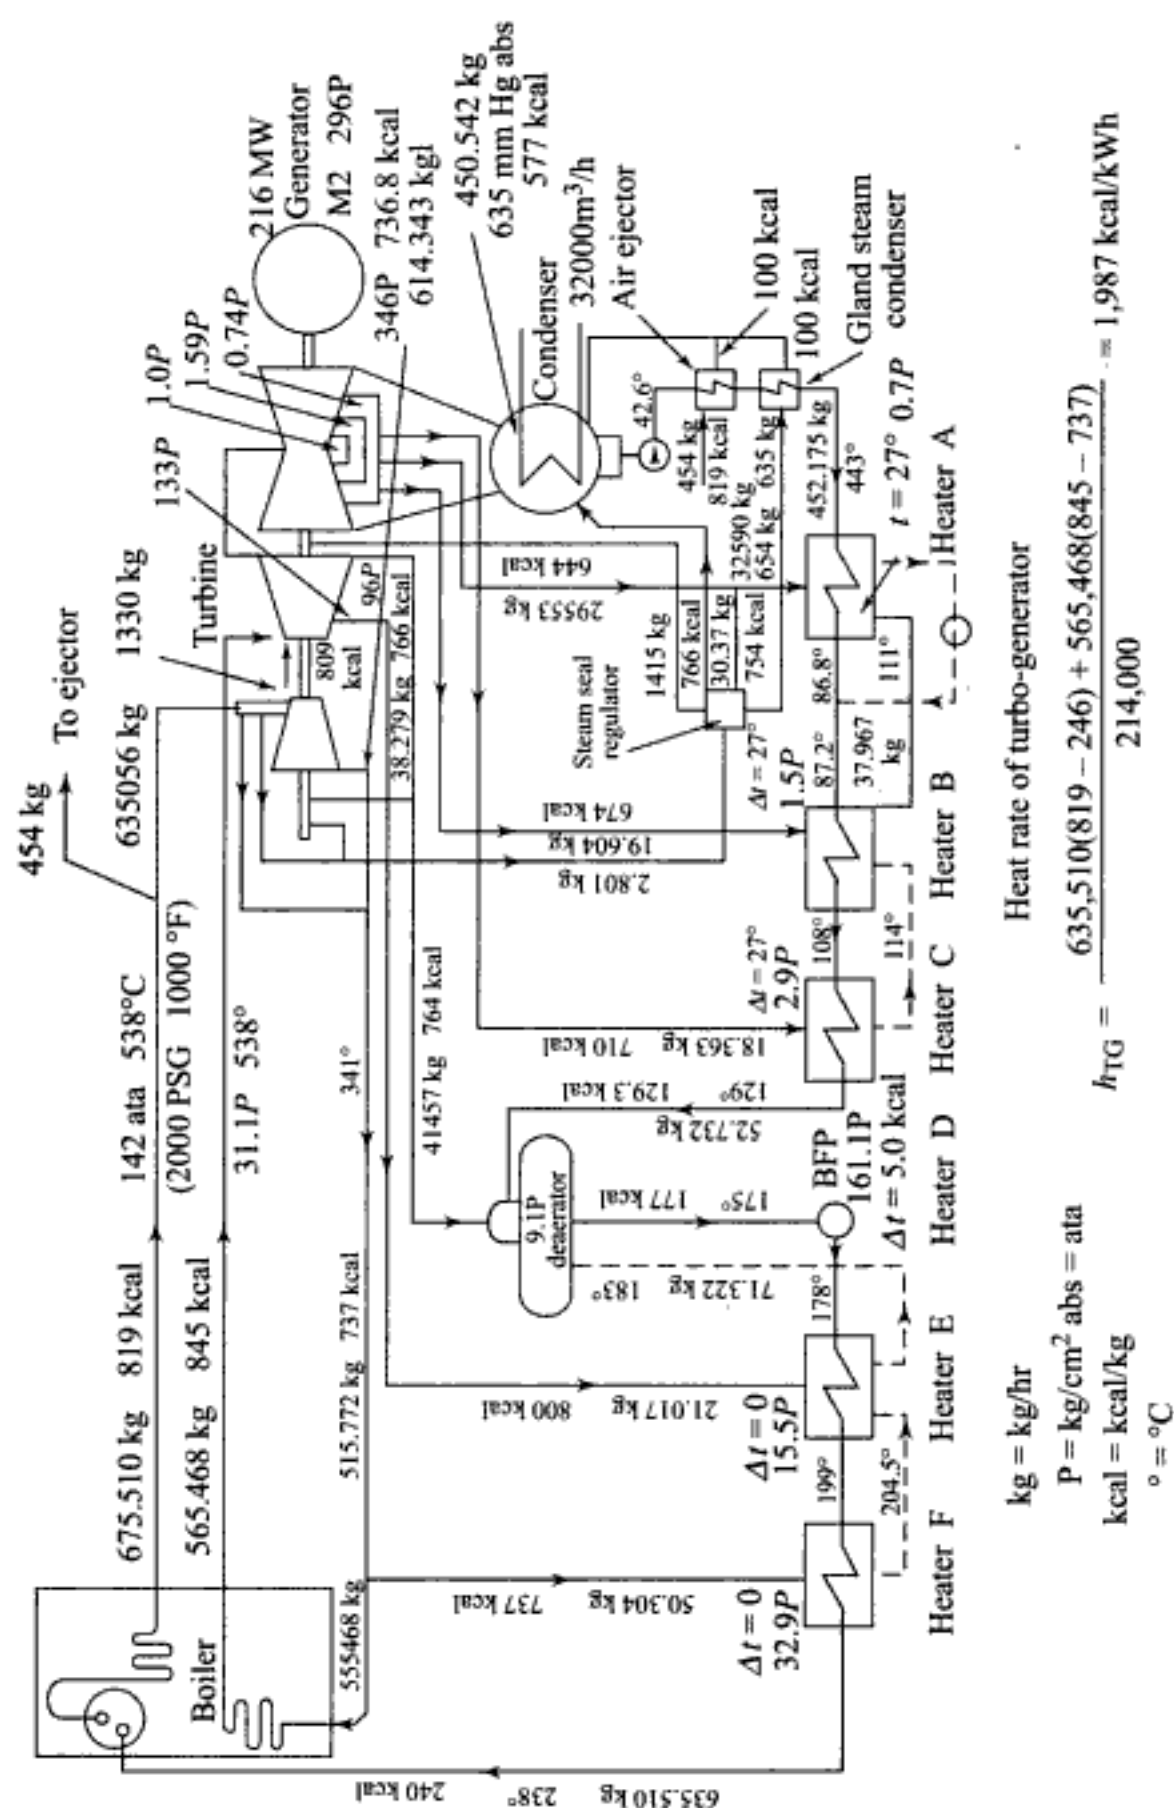 454 kg
To ejector
635056 kg 1330 kg
Turbine
133P
1.0P
1.59P
0.74P
216 MW
Generator
M2 296P
346P 736.8 kcal
614.343 kgl
450.542 kg
635 mm Hg abs
577 kcal
Condenser
32000m³/h
Air ejector
100 kcal
100 kcal
Gland steam
condenser
675.510 kg 819 kcal 142 ata 538°C
(2000 PSG 1000 °F)
565.468 kg 845 kcal 31.1P 538°
809
kcal
96P
38.279 kg 766 kcal
Boiler
555468 kg
515.772 kg 737 kcal
341°
41457 kg 764 kcal
644 kcal
29553 kg
Steam seal
regulator
1415 kg
766 kcal
30.37 kg
754 kcal
32590 kg
654 kg
635 kg
454 kg
819 kcal
42.6°
452.175 kg
443°
674 kcal
19.604 kg
2.801 kg
710 kcal 18.363 kg
129.3 kcal 129°
52.732 kg
9.1P
deaerator
177 kcal 175°
183° 71.322 kg
BFP
161.1P
Δt = 5.0 kcal
800 kcal 21.017 kg
737 kcal 50.304 kg
240 kcal 238° 635.510 kg
Δt = 0
32.9P
199°
204.5°
Δt = 0
15.5P
178°
Δt = 27°
2.9P
108°
114°
Δt = 27°
1.5P
87.2°
86.8°
37.967
kg
111°
t = 27° 0.7P
Heater F
Heater E
Heater D
Heater C
Heater B
Heater A
kg = kg/hr
P = kg/cm² abs = ata
kcal = kcal/kg
° = °C
Heat rate of turbo-generator
hTG = 635,510(819 − 246) + 565,468(845 − 737) = 1,987 kcal/kWh
214,000